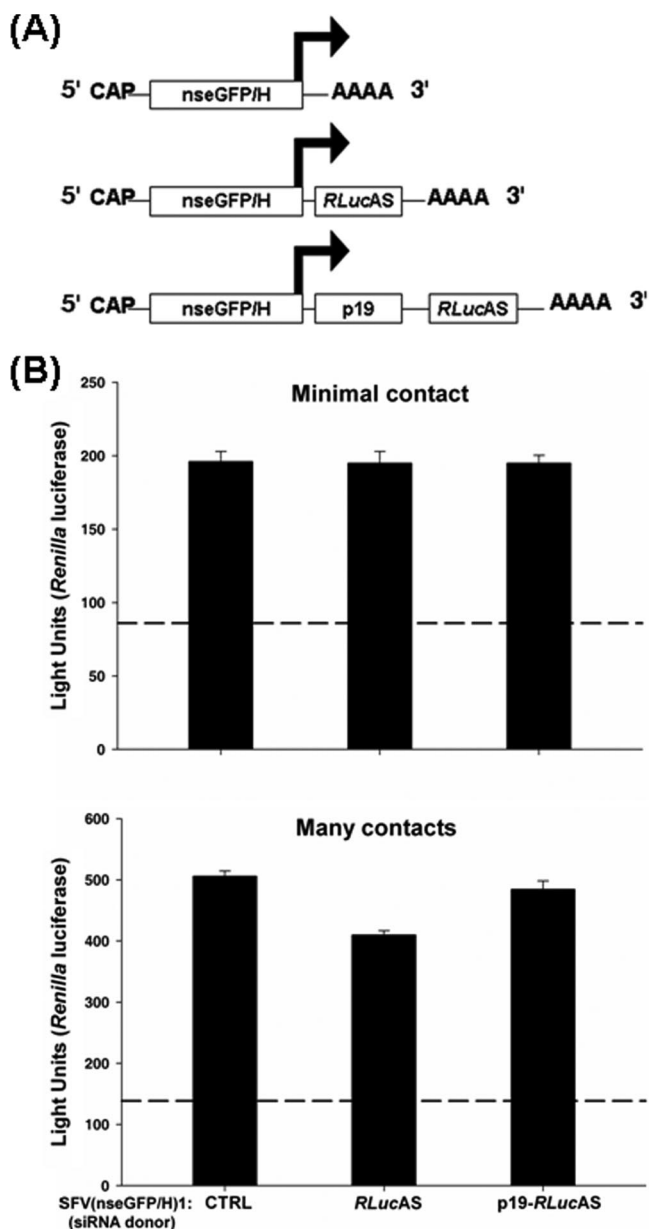 (A)
5' CAP nseGFP/H AAAA 3'
5' CAP nseGFP/H RLucAS AAAA 3'
5' CAP nseGFP/H p19 RLucAS AAAA 3'
(B)
Minimal contact
Light Units (Renilla luciferase)
250
200
150
100
50
0
Many contacts
Light Units (Renilla luciferase)
600
500
400
300
200
100
0
SFV(nseGFP/H)1: CTRL RLucAS p19-RLucAS
(siRNA donor)